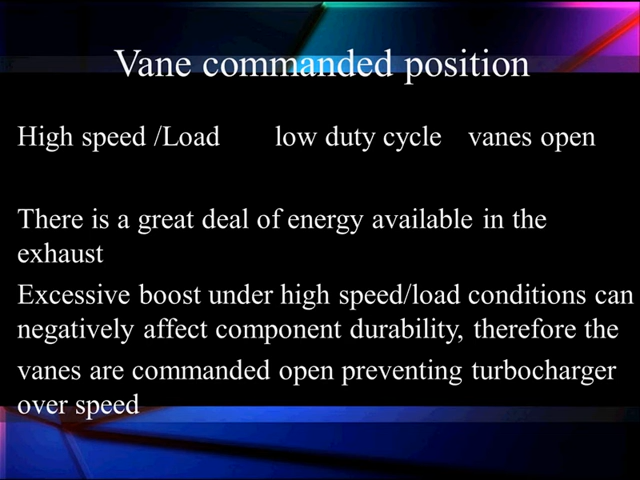 Vane commanded position
High speed /Load low duty cycle vanes open
There is a great deal of energy available in the
exhaust
Excessive boost under high speed/load conditions can
negatively affect component durability, therefore the
vanes are commanded open preventing turbocharger
over speed